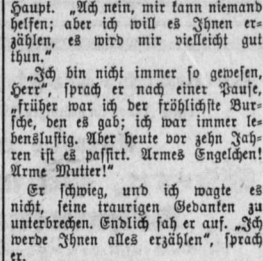 Haupt. „Ach nein, mir kann niemand
helfen; aber ich will es Ihnen er-
zählen, es wird mir vielleicht gut
thun.“
„Ich bin nicht immer so gewesen,
Herr“, sprach er nach einer Pause,
„früher war ich der fröhlichste Bur-
sche, den es gab; ich war immer le-
benslustig. Aber heute vor zehn Jah-
ren ist es passirt. Armes Engelchen!
Arme Mutter!“
Er schwieg, und ich wagte es
nicht, seine traurigen Gedanken zu
unterbrechen. Endlich sah er auf. „Ich
werde Ihnen alles erzählen“, sprach
er.